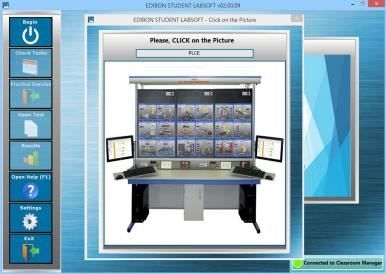 EDIBON STUDENT LABSOFT v02.00.09
Begin
EDIBON STUDENT LABSOFT - Click on the Picture
Please, CLICK on the Picture
PLCE
Check Tasks
Practical Exercise
Open Test
Results
Open Help (F1)
Settings
Exit
Connected to Classroom Manager